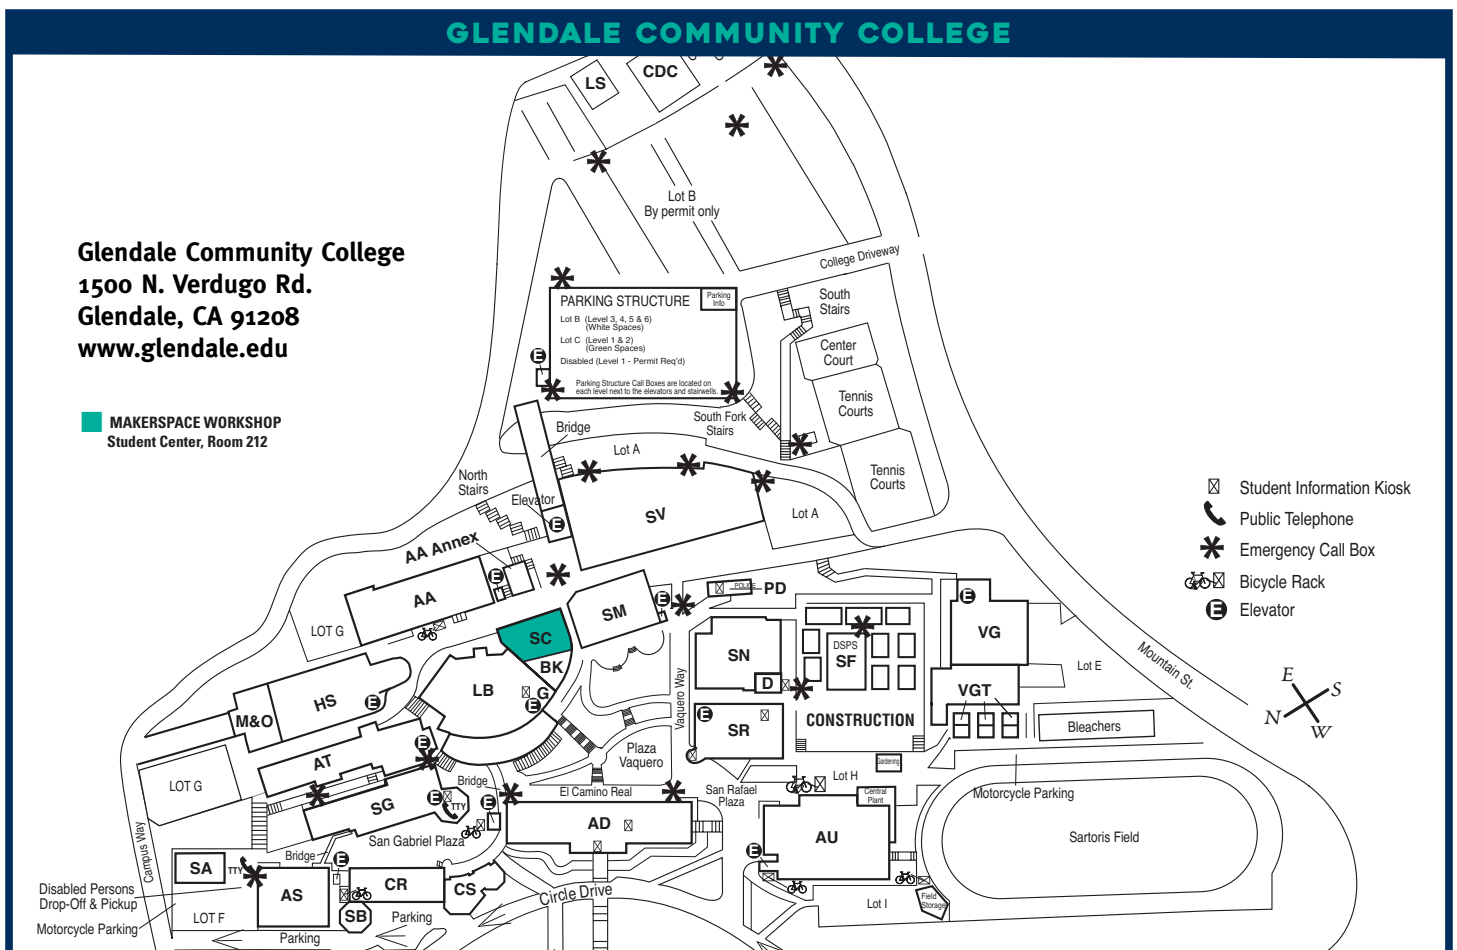 GLENDALE COMMUNITY COLLEGE
LS
CDC
Lot B
By permit only
College Driveway
Glendale Community College
1500 N. Verdugo Rd.
Glendale, CA 91208
www.glendale.edu
MAKERSPACE WORKSHOP
Student Center, Room 212
PARKING STRUCTURE
Parking
Info
Lot B (Level 3, 4, 5 & 6)
(White Spaces)
Lot C (Level 1 & 2)
(Green Spaces)
Disabled (Level 1 - Permit Req'd)
Parking Structure Call Boxes are located on
each level next to the elevators and stairwells.
E
South
Stairs
Center
Court
Tennis
Courts
Tennis
Courts
South Fork
Stairs
Bridge
Lot A
North
Stairs
Elevator
E
SV
Lot A
Student Information Kiosk
Public Telephone
Emergency Call Box
Bicycle Rack
E Elevator
AA Annex
E
AA
LOT G
SM
E
POLICE
PD
SC
BK
LB
G
E
SN
D
DSPS
SF
E
VG
VGT
Lot E
Mountain St.
Bleachers
E
S
N
W
HS
E
M&O
AT
E
LOT G
SG
E
TTY
Bridge
E
San Gabriel Plaza
Vaquero Way
E
SR
CONSTRUCTION
Plaza
Vaquero
El Camino Real
San Rafael
Plaza
Lot H
Gardening
Central
Plant
Motorcycle Parking
Sartoris Field
AD
AU
E
Campus Way
SA
TTY
Bridge
E
AS
CR
CS
SB
Circle Drive
Disabled Persons
Drop-Off & Pickup
Motorcycle Parking
LOT F
Parking
Parking
Lot I
Field
Storage